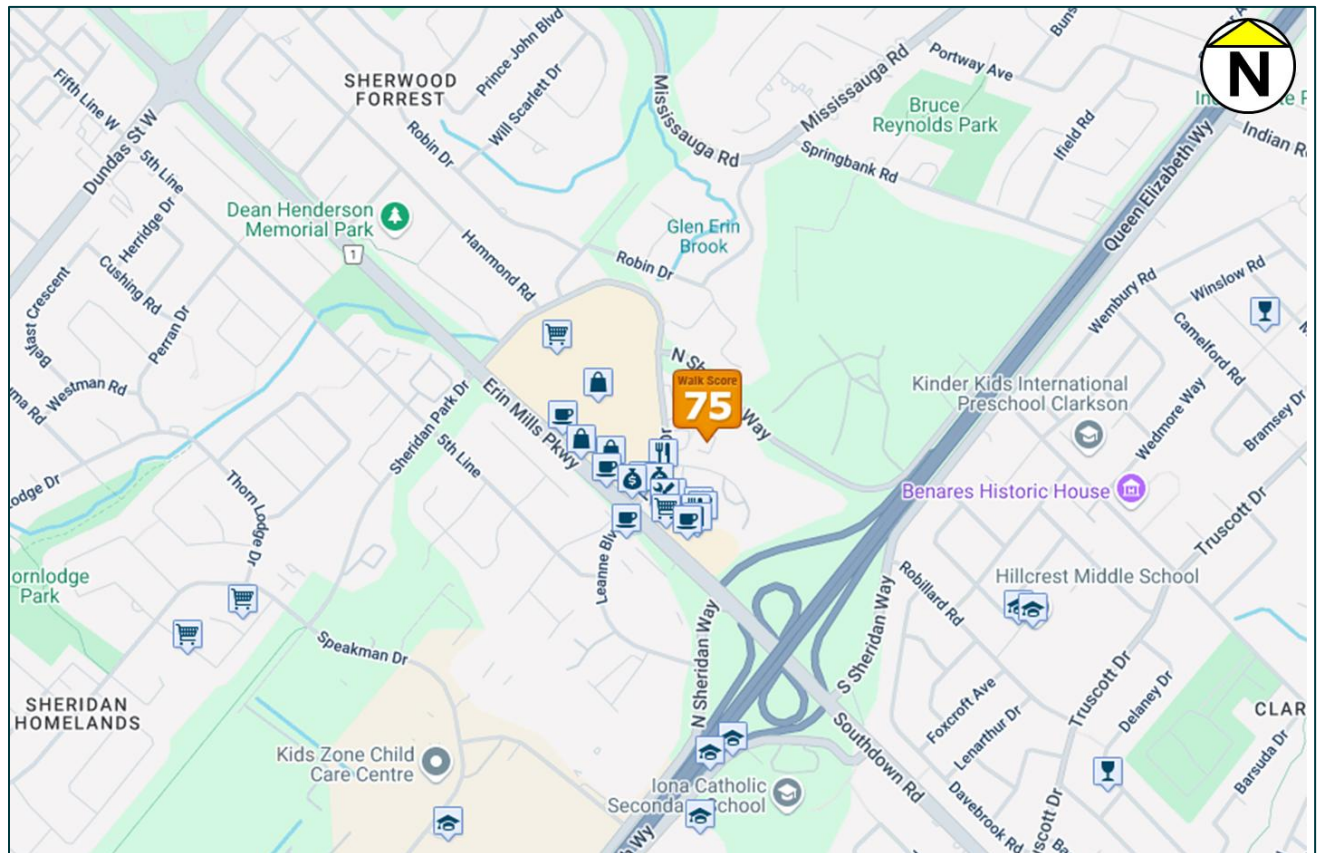 Prince John Blvd
Portway Ave
N
SHERWOOD
FORREST
Fifth Line W
Will Scarlett Dr
Mississauga Rd
Mississauga Rd
Bruce
Reynolds Park
Ifield Rd
Indian
Dundas St W
5th Line
Robin Dr
Springbank Rd
Queen Elizabeth Wy
Dean Henderson
Memorial Park
1
Herridge Dr
Cushing Rd
Hammond Rd
Glen Erin
Brook
Robin Dr
Belfast Crescent
Perran Dr
Wembury Rd
Winslow Rd
Camelford Rd
Westman Rd
Sheridan Park Dr
Erin Mills Pkwy
Walk Score
75
Way
Kinder Kids International
Preschool Clarkson
Wedmore Way
Bramsey Dr
5th Line
Benares Historic House
Thorn Lodge Dr
Truscott Dr
Leanne
Park
Robillard Rd
Hillcrest Middle School
N Sheridan Way
S Sheridan Way
Speakman Dr
SHERIDAN
HOMELANDS
Foxcroft Ave
Lenarthur Dr
Truscott Dr
Delaney Dr
Barsuda Dr
Southdown Rd
Kids Zone Child
Care Centre
Iona Catholic
School
Davebrook Rd